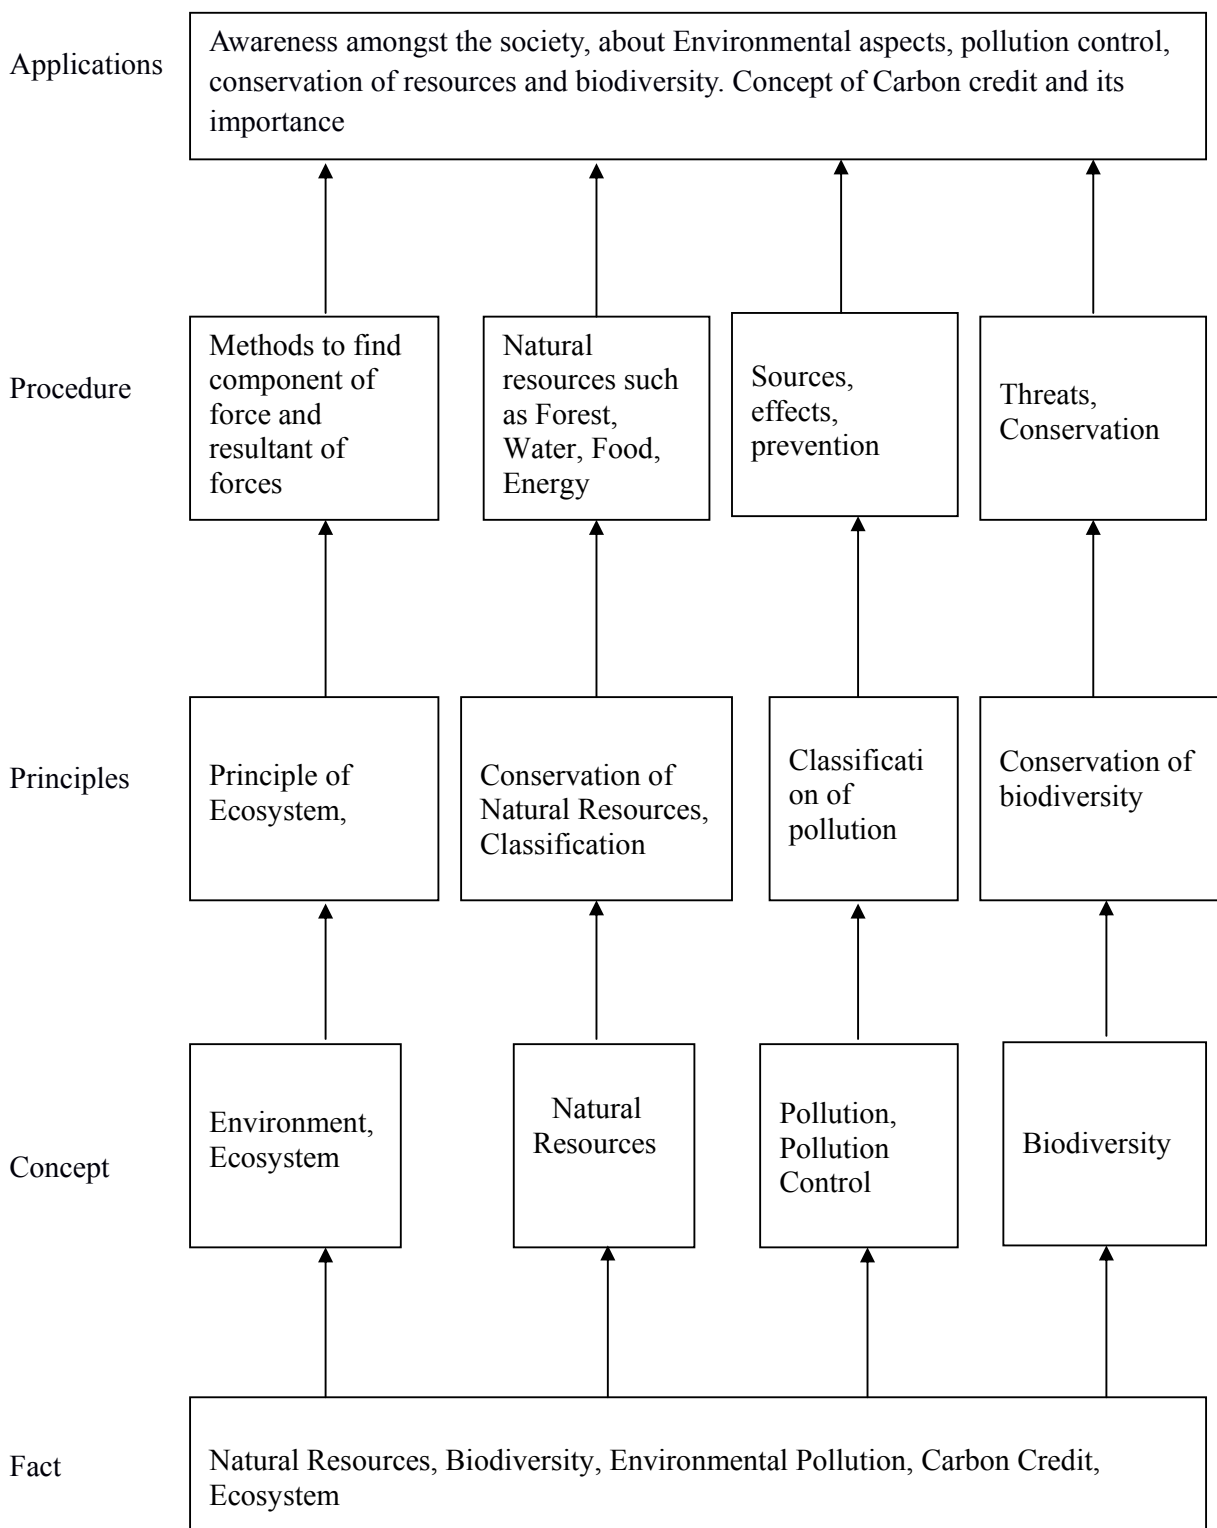 Applications
Awareness amongst the society, about Environmental aspects, pollution control,
conservation of resources and biodiversity. Concept of Carbon credit and its
importance
Procedure
Methods to find
component of
force and
resultant of
forces
Natural
resources such
as Forest,
Water, Food,
Energy
Sources,
effects,
prevention
Threats,
Conservation
Principles
Principle of
Ecosystem,
Conservation of
Natural Resources,
Classification
Classificati
on of
pollution
Conservation of
biodiversity
Concept
Environment,
Ecosystem
Natural
Resources
Pollution,
Pollution
Control
Biodiversity
Fact
Natural Resources, Biodiversity, Environmental Pollution, Carbon Credit,
Ecosystem